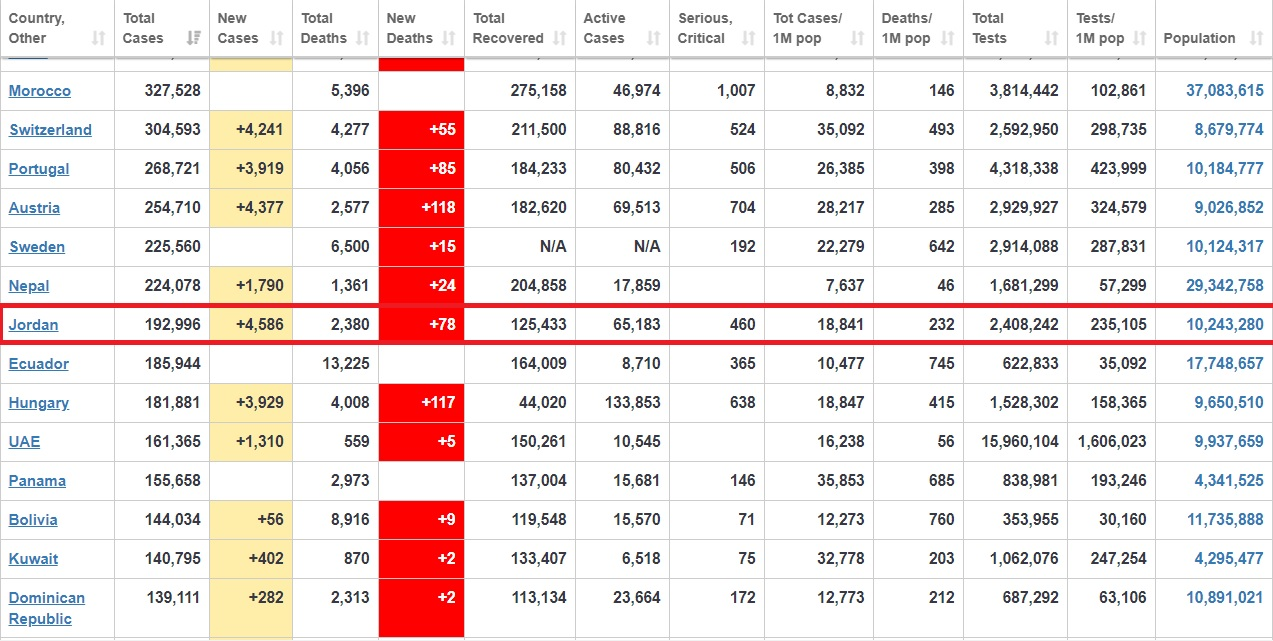 Country, Other	Total Cases	New Cases	Total Deaths	New Deaths	Total Recovered	Active Cases	Serious, Critical	Tot Cases/ 1M pop	Deaths/ 1M pop	Total Tests	Tests/ 1M pop	Population
Morocco	327,528		5,396		275,158	46,974	1,007	8,832	146	3,814,442	102,861	37,083,615
Switzerland	304,593	+4,241	4,277	+55	211,500	88,816	524	35,092	493	2,592,950	298,735	8,679,774
Portugal	268,721	+3,919	4,056	+85	184,233	80,432	506	26,385	398	4,318,338	423,999	10,184,777
Austria	254,710	+4,377	2,577	+118	182,620	69,513	704	28,217	285	2,929,927	324,579	9,026,852
Sweden	225,560		6,500	+15	N/A	N/A	192	22,279	642	2,914,088	287,831	10,124,317
Nepal	224,078	+1,790	1,361	+24	204,858	17,859		7,637	46	1,681,299	57,299	29,342,758
Jordan	192,996	+4,586	2,380	+78	125,433	65,183	460	18,841	232	2,408,242	235,105	10,243,280
Ecuador	185,944		13,225		164,009	8,710	365	10,477	745	622,833	35,092	17,748,657
Hungary	181,881	+3,929	4,008	+117	44,020	133,853	638	18,847	415	1,528,302	158,365	9,650,510
UAE	161,365	+1,310	559	+5	150,261	10,545		16,238	56	15,960,104	1,606,023	9,937,659
Panama	155,658		2,973		137,004	15,681	146	35,853	685	838,981	193,246	4,341,525
Bolivia	144,034	+56	8,916	+9	119,548	15,570	71	12,273	760	353,955	30,160	11,735,888
Kuwait	140,795	+402	870	+2	133,407	6,518	75	32,778	203	1,062,076	247,254	4,295,477
Dominican Republic	139,111	+282	2,313	+2	113,134	23,664	172	12,773	212	687,292	63,106	10,891,021